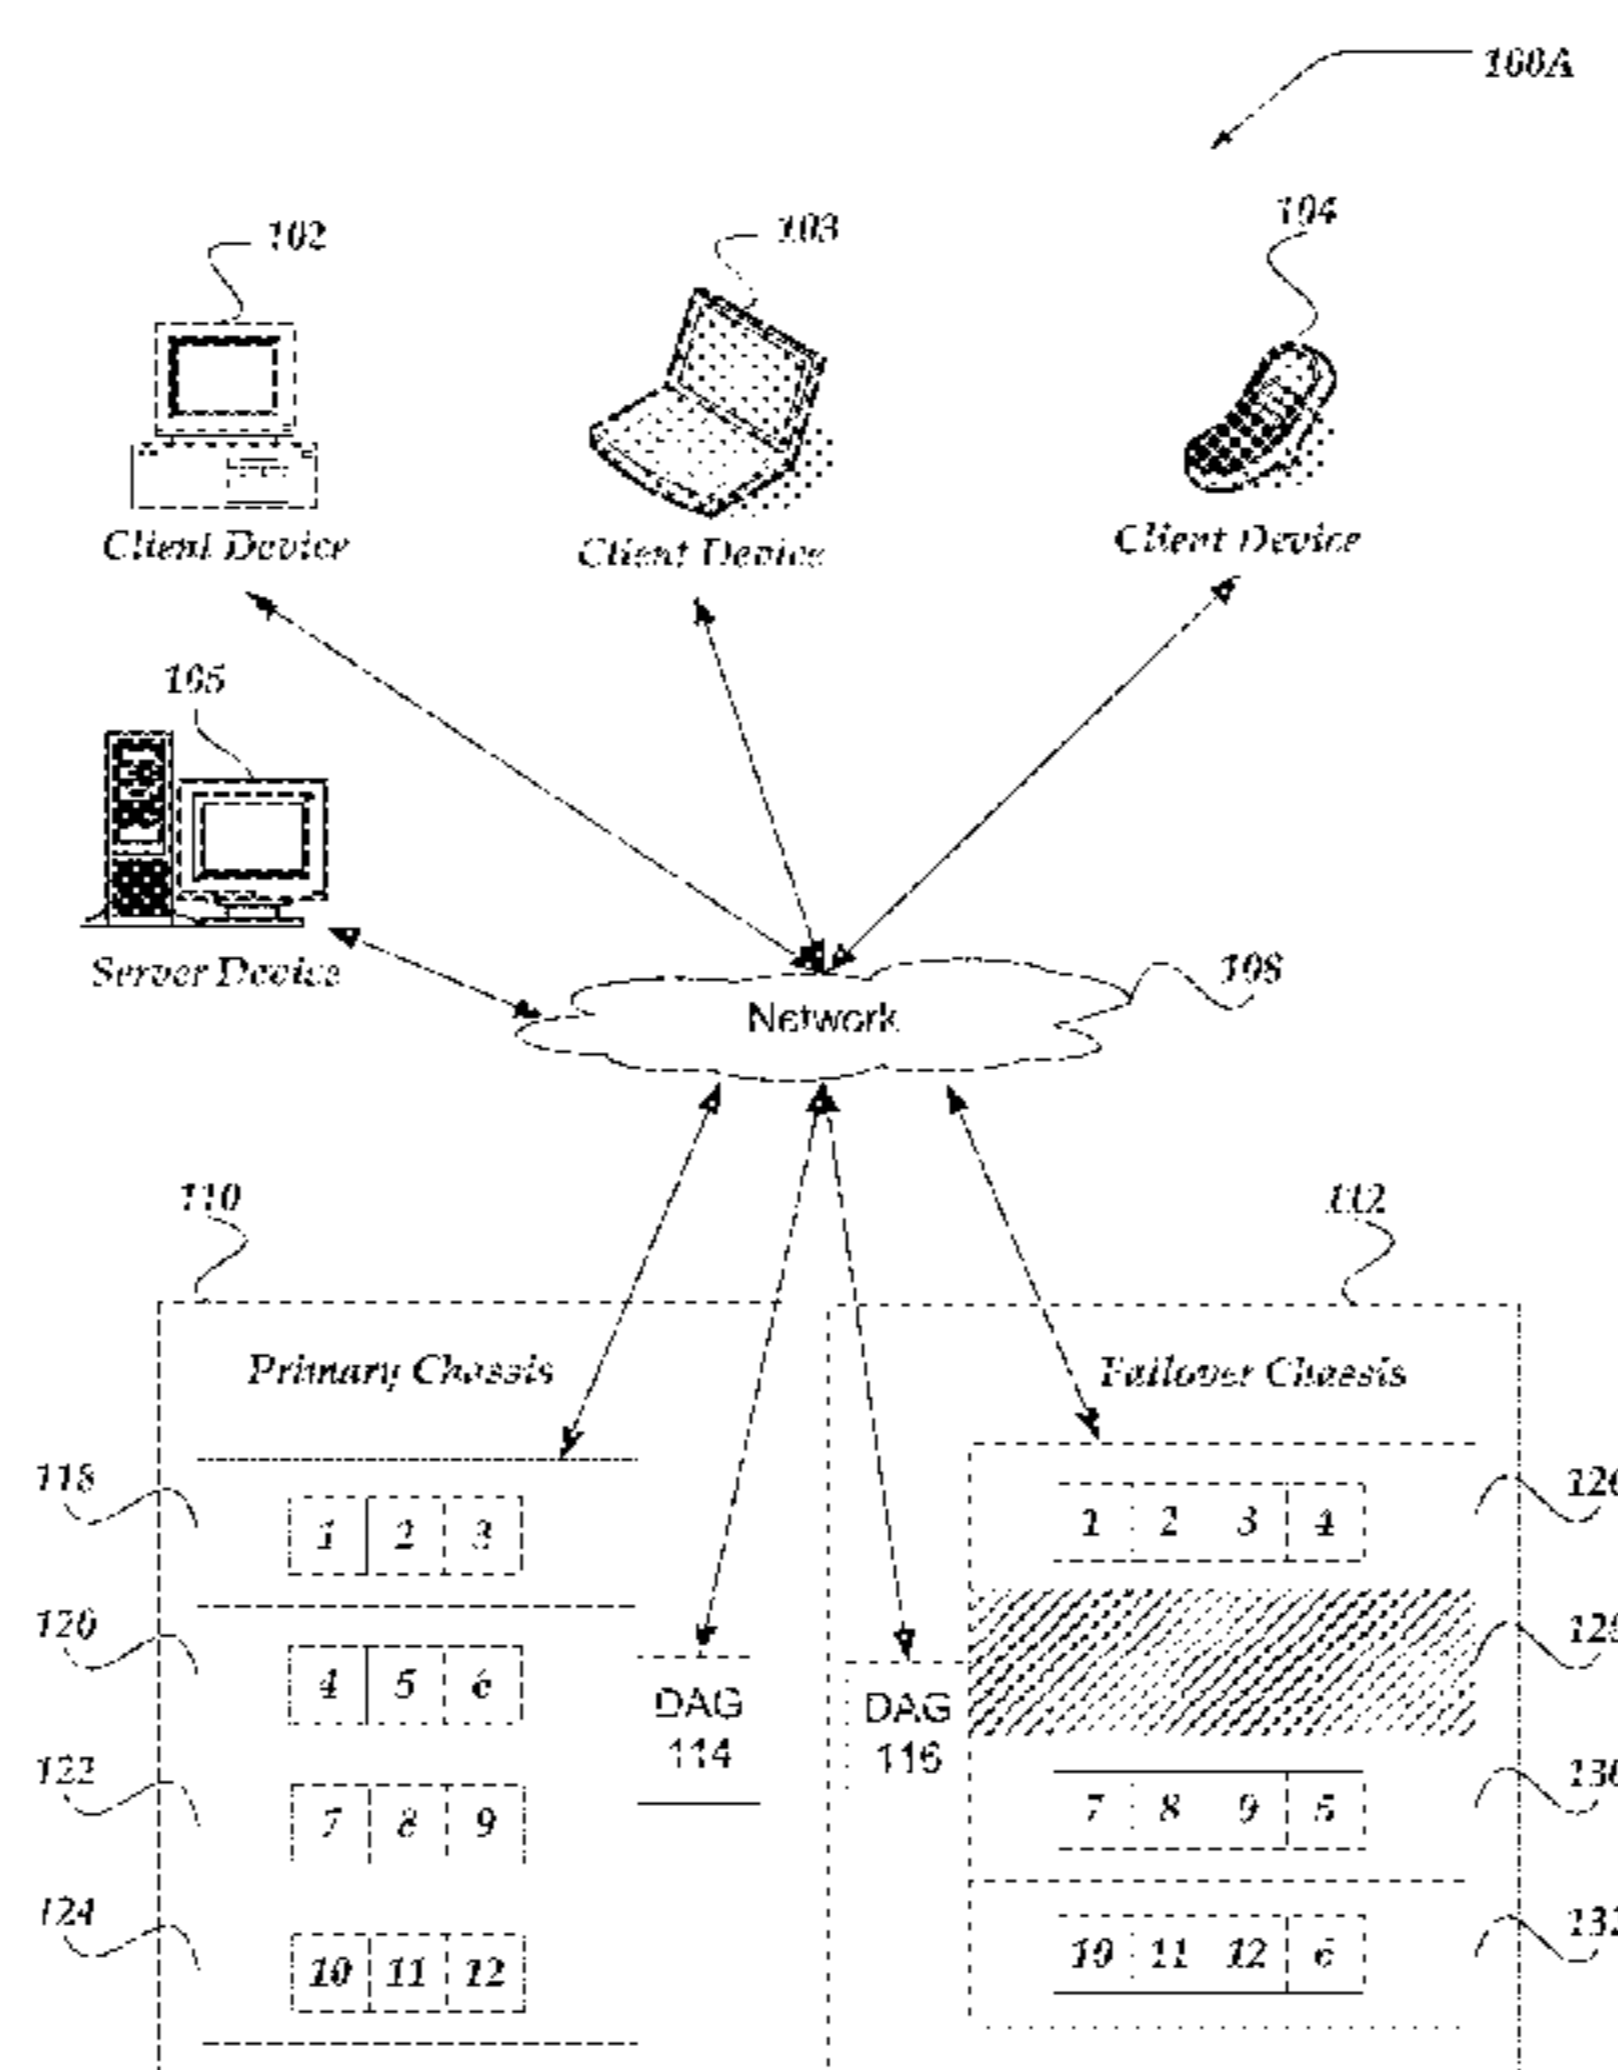 100A
102
103
104
Client Device
Client Device
Client Device
105
Server Device
Network
108
110
112
Primary Chassis
Failover Chassis
118
1 2 3
1 2 3 4
120
4 5 6
DAG
114
DAG
116
122
7 8 9
7 8 9 5
130
124
10 11 12
10 11 12 6
132